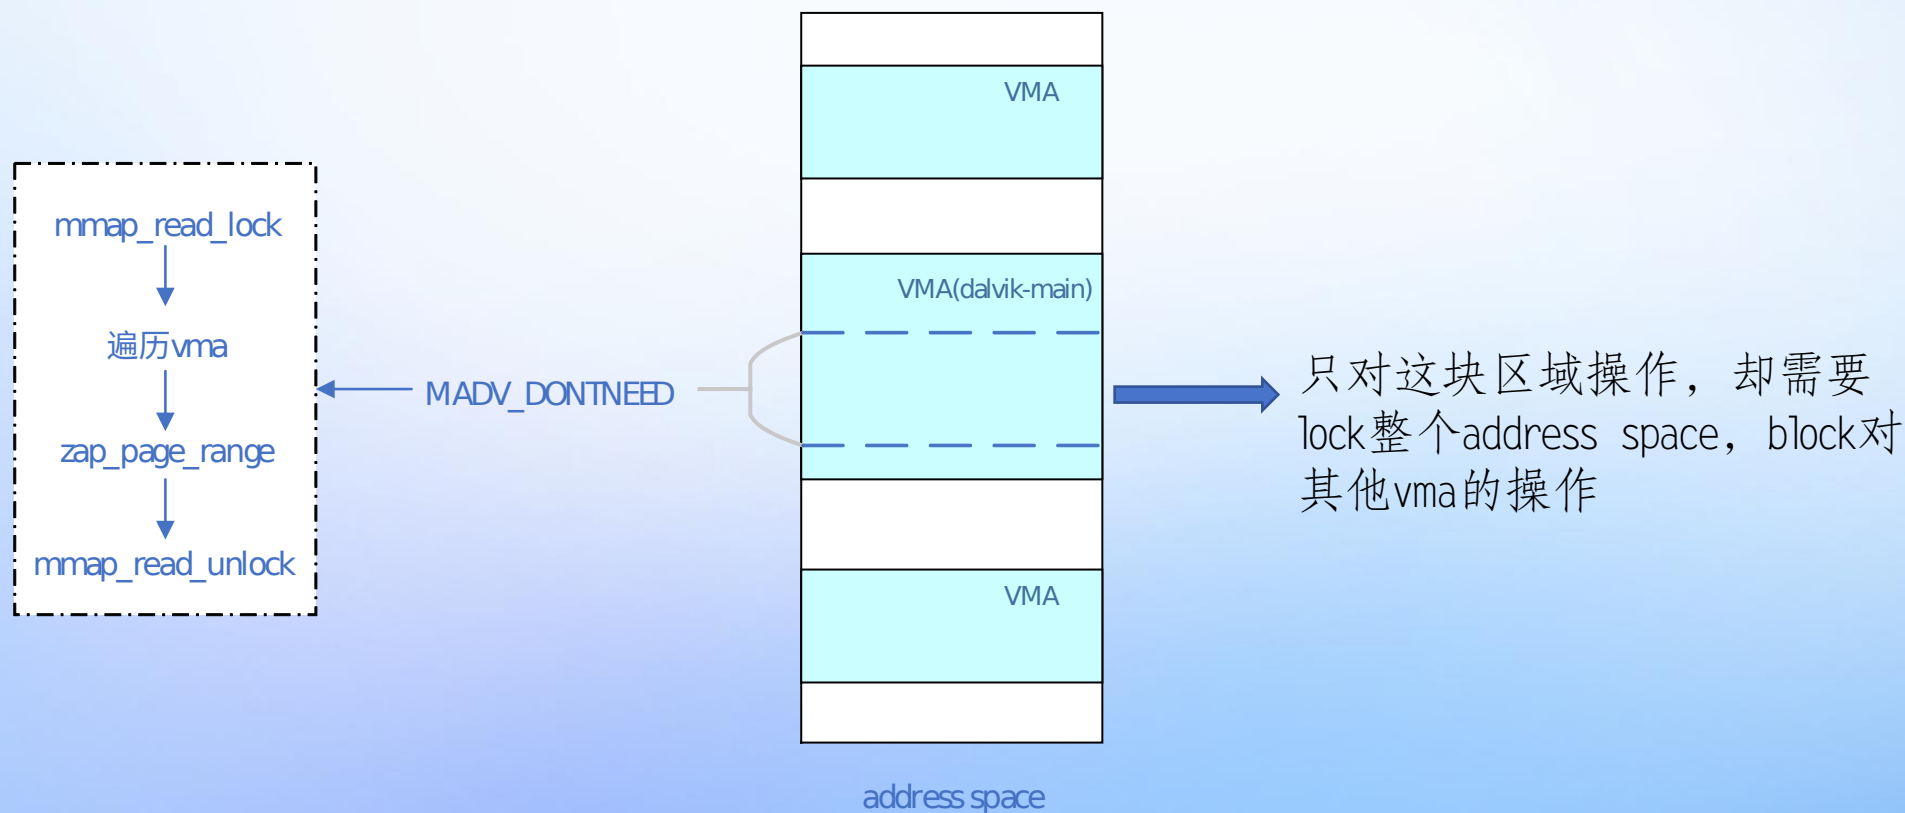 mmap_read_lock
遍历vma
zap_page_range
mmap_read_unlock
MADV_DONTNEED
VMA
VMA(dalvik-main)
VMA
address space
只对这块区域操作，却需要
lock整个address space，block对
其他vma的操作